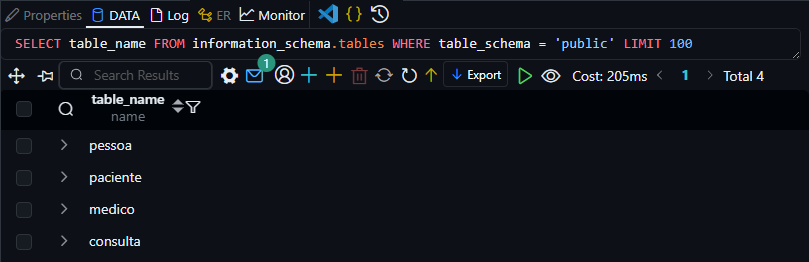 Properties DATA Log ER Monitor {}
SELECT table_name FROM information_schema.tables WHERE table_schema = 'public' LIMIT 100
Search Results 1 Export Cost: 205ms < 1 > Total 4
table_name
name
pessoa
paciente
medico
consulta